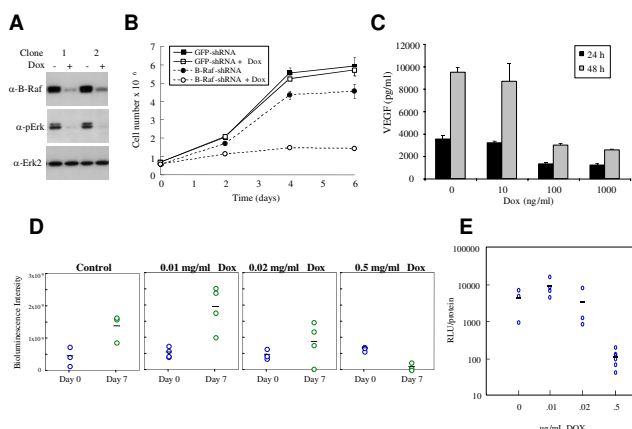 A
Clone 1 2
Dox - + - +
α-B-Raf
α-pErk
α-Erk2
B
Cell number x 10⁻⁶
6
5
4
3
2
1
0
GFP-shRNA
GFP-shRNA + Dox
B-Raf-shRNA
B-Raf-shRNA + Dox
0 2 4 6
Time (days)
C
VEGF (pg/ml)
12000
10000
8000
6000
4000
2000
0
24 h
48 h
0 10 100 1000
Dox (ng/ml)
D
Control 0.01 mg/ml Dox 0.02 mg/ml Dox 0.5 mg/ml Dox
Bioluminescence Intensity
0
Day 0 Day 7 Day 0 Day 7 Day 0 Day 7 Day 0 Day 7
E
RLU/protein
100000
10000
1000
100
10
0 .01 .02 .5
µg/mL DOX